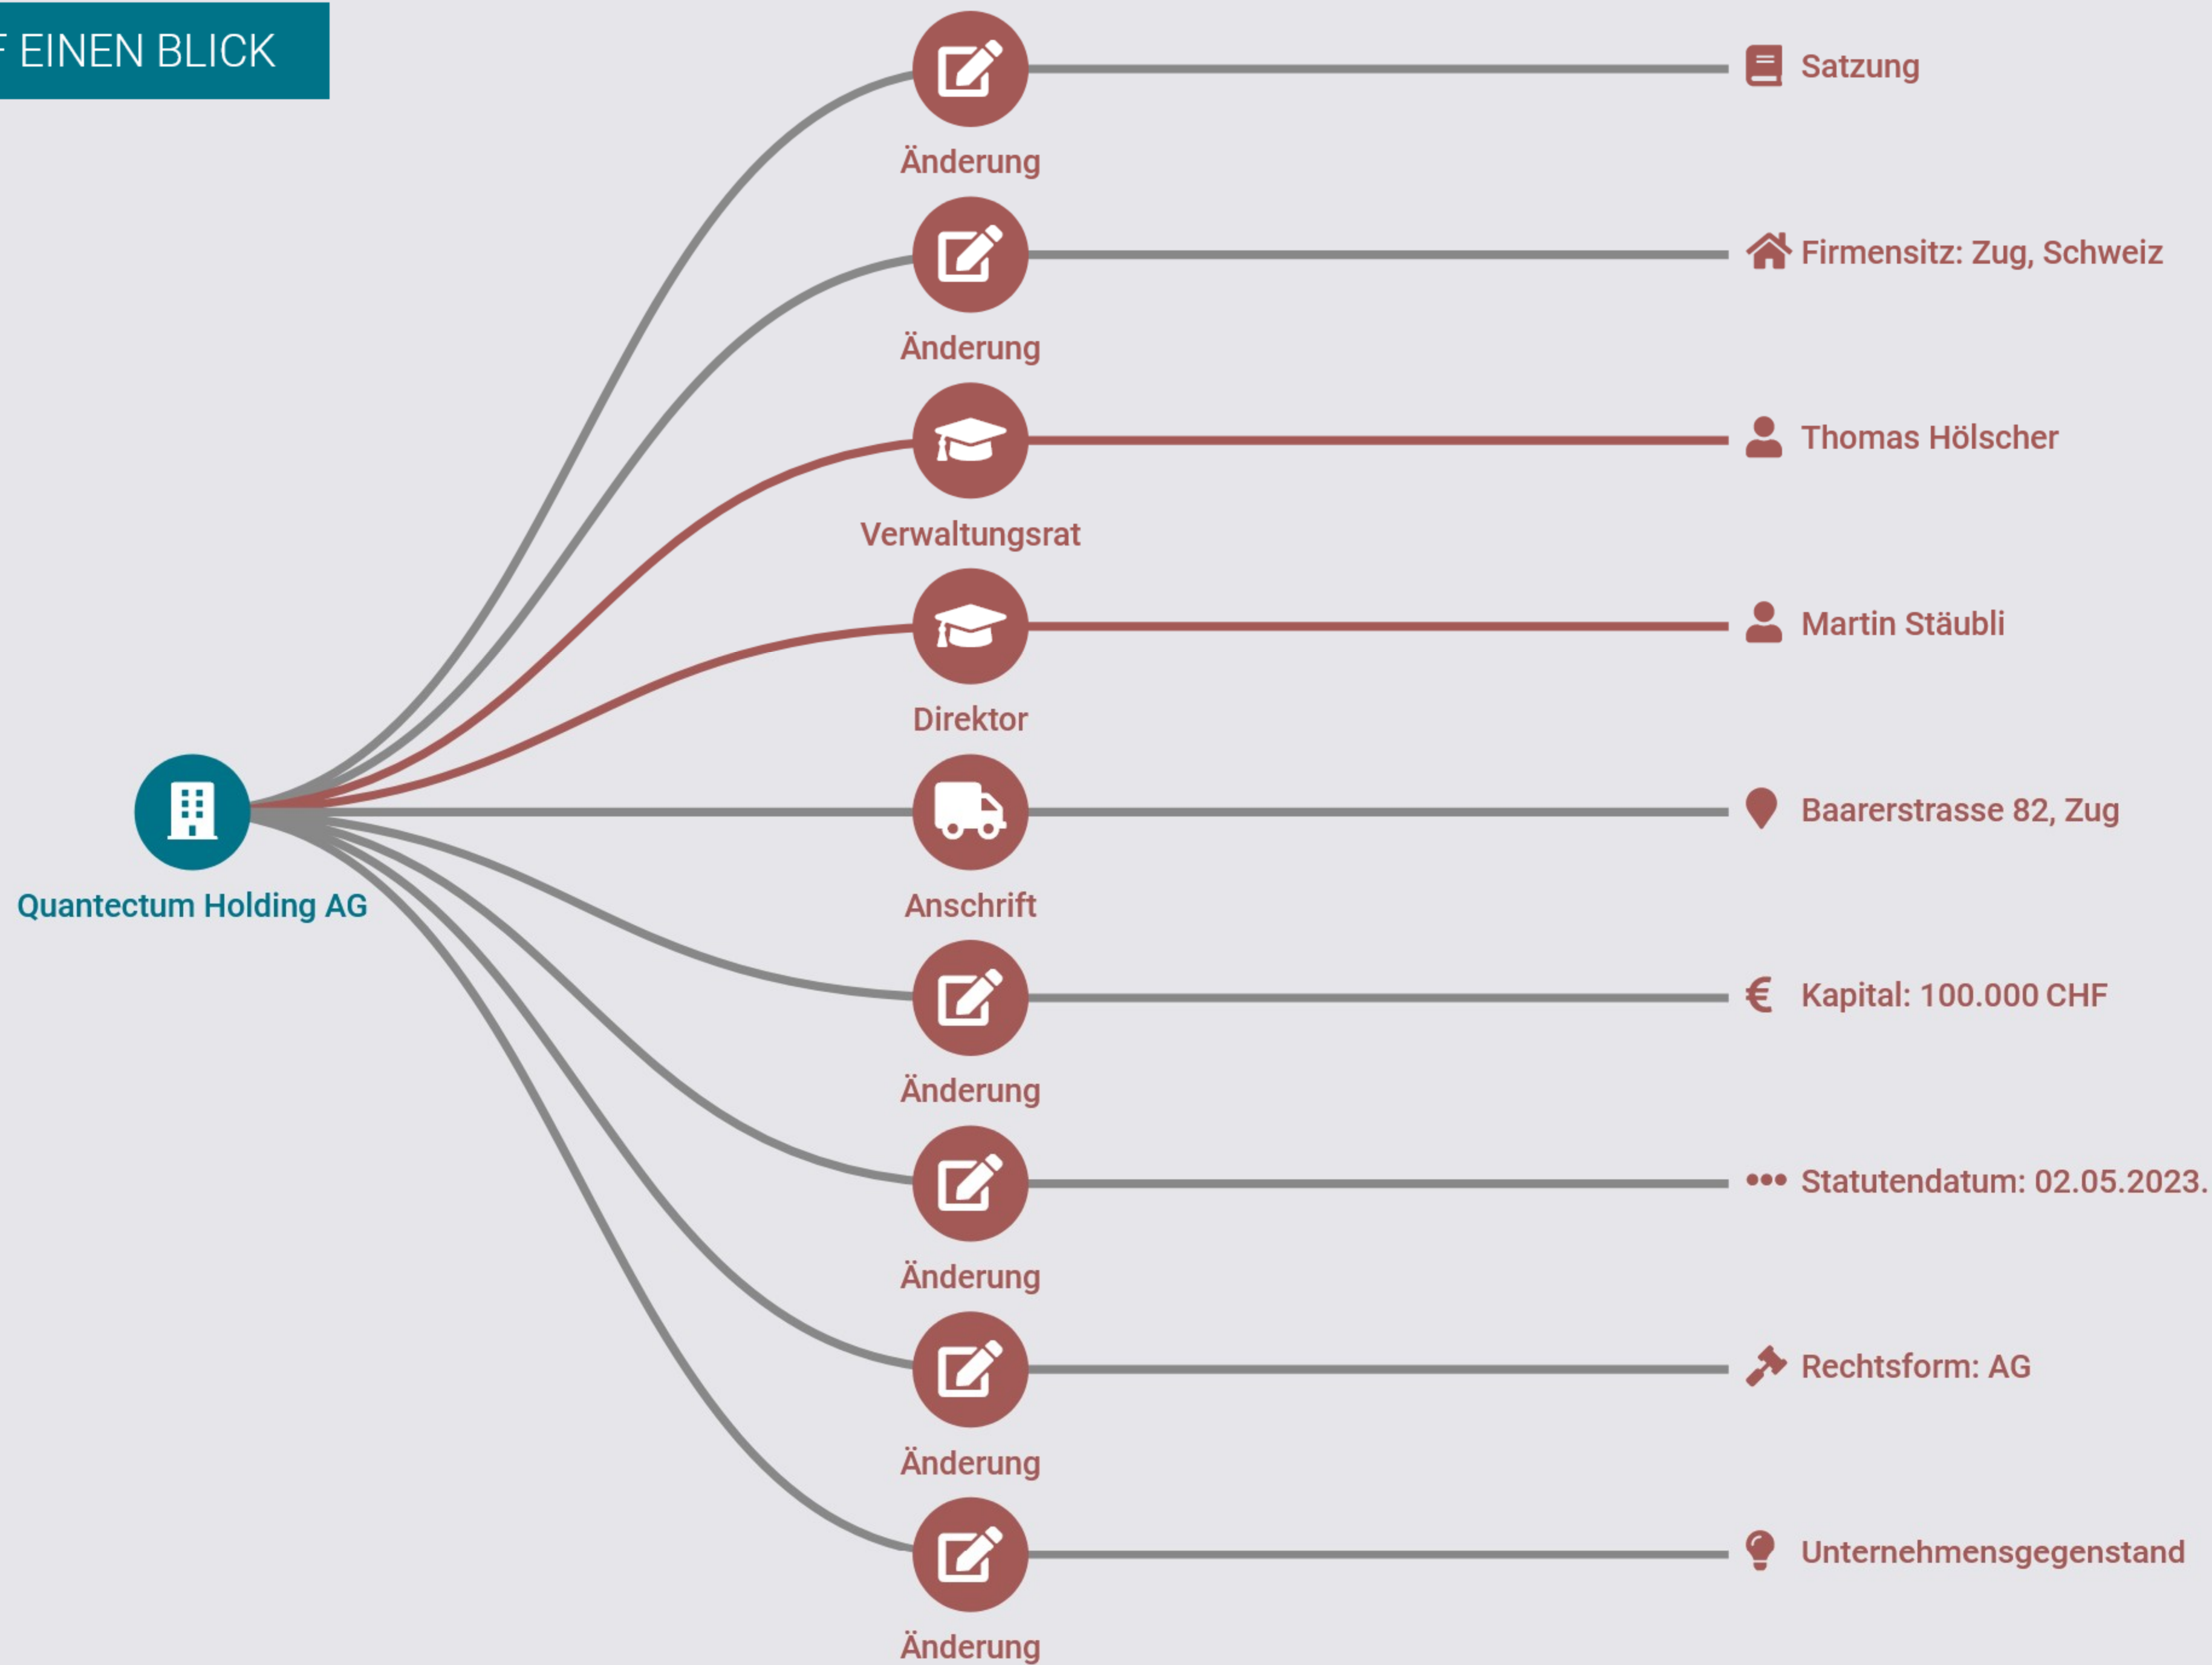 EINEN BLICK
Satzung
Änderung
Firmensitz: Zug, Schweiz
Änderung
Thomas Hölscher
Verwaltungsrat
Martin Stäubli
Direktor
Baarerstrasse 82, Zug
Quantectum Holding AG
Anschrift
Kapital: 100.000 CHF
Änderung
Statutendatum: 02.05.2023.
Änderung
Rechtsform: AG
Änderung
Unternehmensgegenstand
Änderung